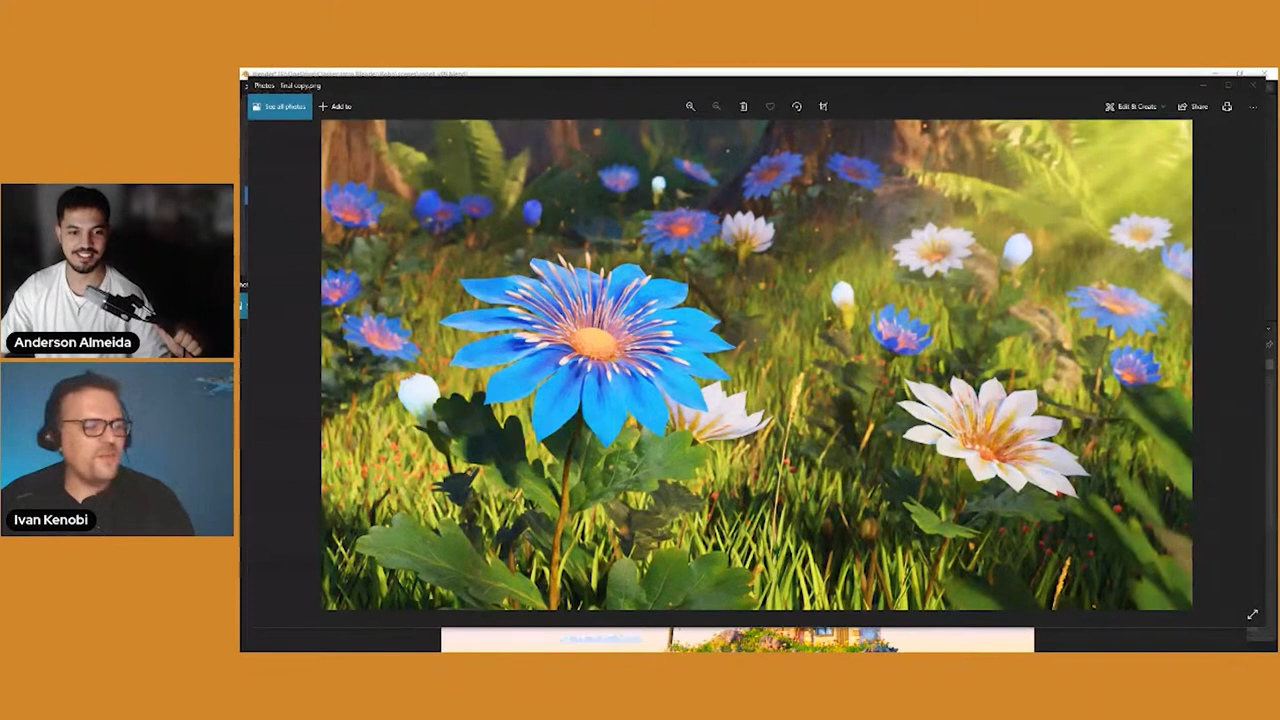 Photos - final copy.png
See all photos
Add to
Edit & Create
Share
Anderson Almeida
Ivan Kenobi